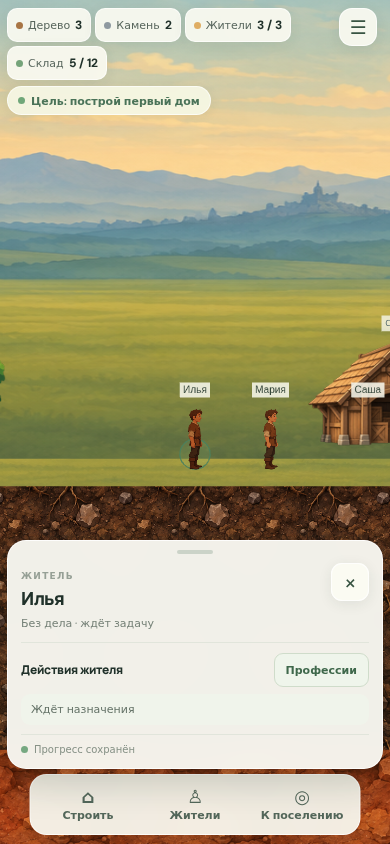 Дерево 3
Камень 2
Жители 3 / 3
☰
Склад 5 / 12
Цель: построй первый дом
Илья
Мария
Саша
ЖИТЕЛЬ
Илья
×
Без дела · ждёт задачу
Действия жителя
Профессии
Ждёт назначения
Прогресс сохранён
Строить
Жители
К поселению